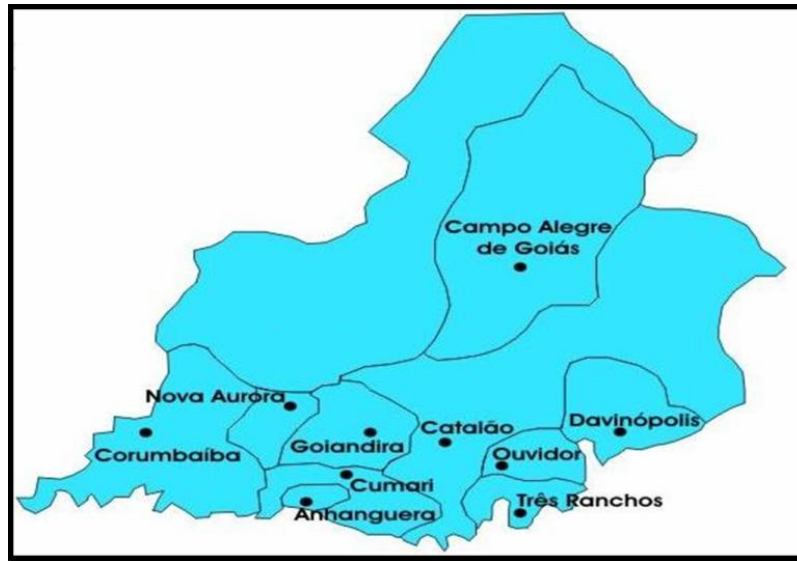 Campo Alegre
de Goiás
Nova Aurora
Corumbaíba
Goiandira
Catalão
Davinópolis
Ouvidor
Cumari
Três Ranchos
Anhanguera